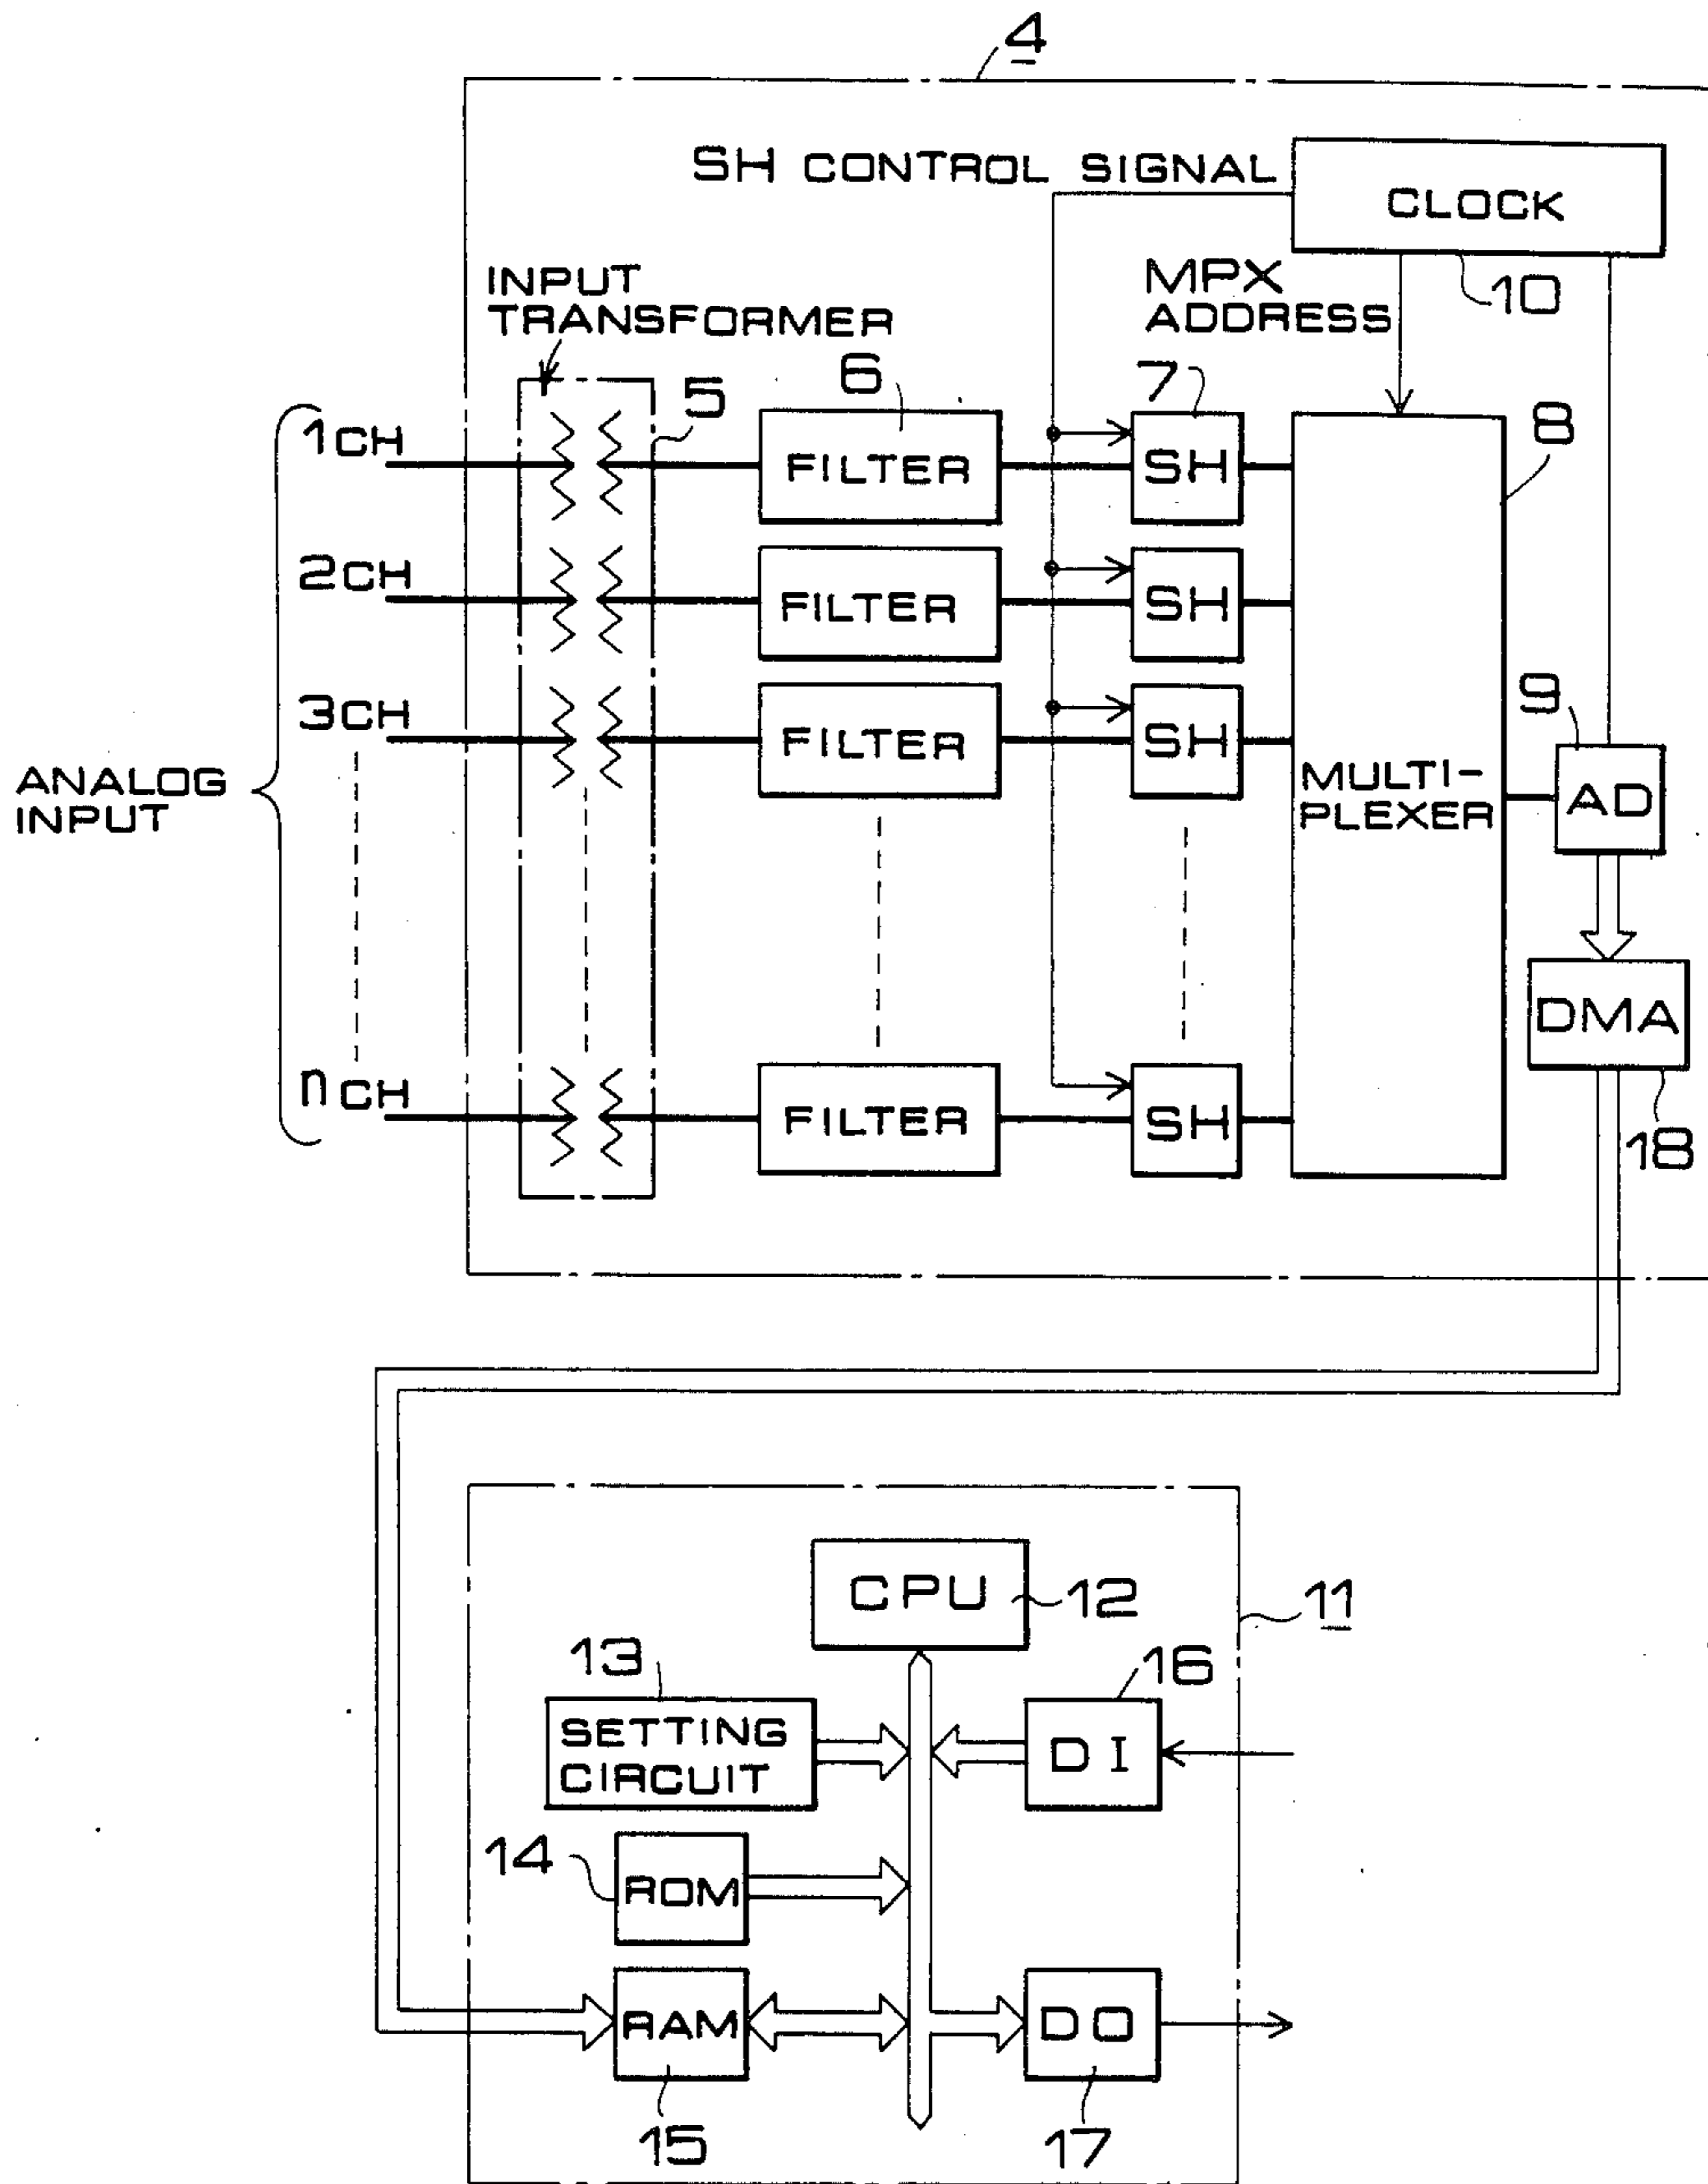 4
SH CONTROL SIGNAL
CLOCK
10
INPUT
TRANSFORMER
MPX
ADDRESS
5
6
7
8
ANALOG
INPUT
1CH
FILTER
SH
2CH
FILTER
SH
3CH
FILTER
SH
MULTI-
PLEXER
9
AD
DMA
18
nCH
FILTER
SH
CPU
12
11
13
SETTING
CIRCUIT
16
DI
14
ROM
RAM
15
DO
17